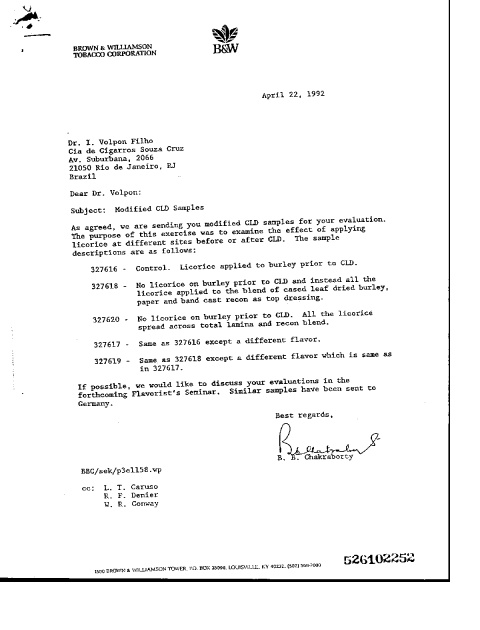 BROWN & WILLIAMSON
TOBACCO CORPORATION
B&W
April 22, 1992
Dr. I. Volpon Filho
Cia de Cigarros Souza Cruz
Av. Suburbana, 2066
21050 Rio de Janeiro, RJ
Brazil
Dear Dr. Volpon:
Subject: Modified CLD Samples
As agreed, we are sending you modified CLD samples for your evaluation.
The purpose of this exercise was to examine the effect of applying
licorice at different sites before or after CLD. The sample
descriptions are as follows:
327616 - Control. Licorice applied to burley prior to CLD.
327618 - No licorice on burley prior to CLD and instead all the
licorice applied to the blend of cased leaf dried burley,
paper and band cast recon as top dressing.
327620 - No licorice on burley prior to CLD. All the licorice
spread across total lamina and recon blend.
327617 - Same as 327616 except a different flavor.
327619 - Same as 327618 except a different flavor which is same as
in 327617.
If possible, we would like to discuss your evaluations in the
forthcoming Flavorist's Seminar. Similar samples have been sent to
Germany.
Best regards,
B. B. Chakraborty
BBC/sek/p3ell58.wp
cc: L. T. Caruso
R. F. Denier
W. R. Conway
1500 BROWN & WILLIAMSON TOWER, P.O. BOX 35090, LOUISVILLE, KY 40232, (502)
526102252